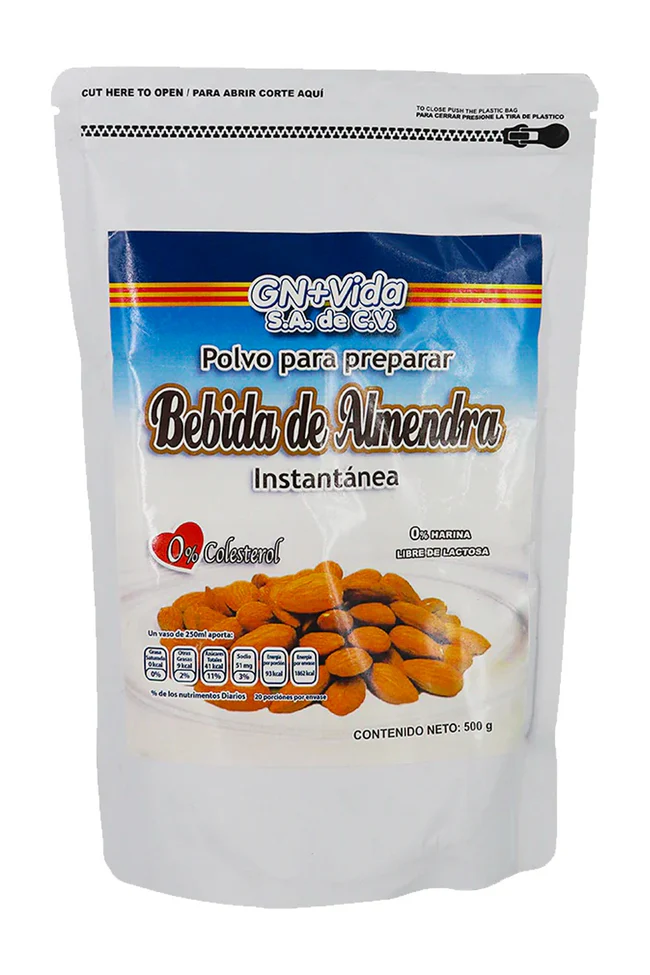 CUT HERE TO OPEN / PARA ABRIR CORTE AQUÍ
TO CLOSE PUSH THE PLASTIC BAG
PARA CERRAR PRESIONE LA TIRA DE PLASTICO
GN+Vida
S.A. de C.V.
Polvo para preparar
Bebida de Almendra
Instantánea
0% Colesterol
0% HARINA
LIBRE DE LACTOSA
Un vaso de 250ml aporta:
Grasa Saturada 0 kcal 0%
Otras Grasas 9 kcal 2%
Azúcares Totales 41 kcal 11%
Sodio 51 mg 3%
Energía por porción 93 kcal
Energía por envase 1862 kcal
% de los nutrimentos Diarios 20 porciónes por envase
CONTENIDO NETO: 500 g